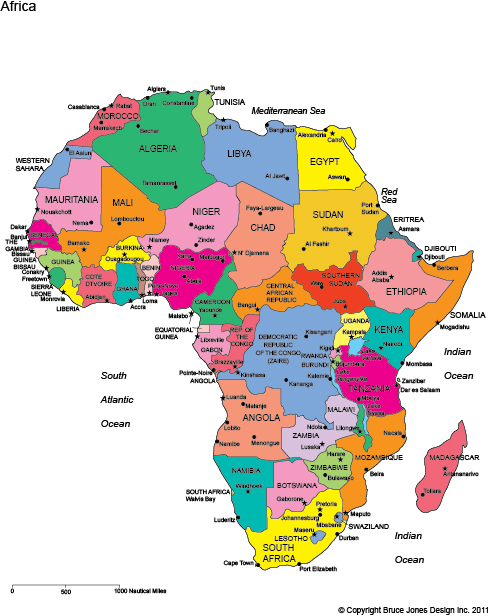 Africa
Algiers
Tunis
Oran
Constantine
TUNISIA
Casablanca
Rabat
MOROCCO
Marrakech
Mediterranean Sea
Tripoli
Banghazi
Alexandria
Cairo
Bechar
ALGERIA
LIBYA
EGYPT
WESTERN
SAHARA
El Aaiun
Tamanrasset
Al Jawf
Aswan
Red
Sea
MAURITANIA
Nouakchott
MALI
NIGER
Faya-Largeau
CHAD
SUDAN
Port
Sudan
Nema
Lombouctou
Agadez
Khartoum
ERITREA
Asmara
Dakar
SENEGAL
THE
GAMBIA
Banjul
Bissau
GUINEA
BISSAU
Bamako
BURKINA
Ouagadougou
Niamey
Zinder
N' Djamena
Al Fashir
DJIBOUTI
Djibouti
Berbera
GUINEA
Conakry
Freetown
SIERRA
LEONE
Monrovia
LIBERIA
COTE
D'IVOIRE
Abidjan
GHANA
Accra
TOGO
BENIN
Lome
Abuja
Lagos
Addis
Ababa
ETHIOPIA
SOUTHERN
SUDAN
Waw
Juba
CENTRAL
AFRICAN
REPUBLIC
Bangui
CAMEROON
Yaounde
Malabo
EQUATORIAL
GUINEA
SOMALIA
Mogadishu
UGANDA
Kampala
KENYA
Nairobi
Mombasa
Indian
Ocean
Libreville
GABON
REP OF
THE
CONGO
Brazzaville
Kinshasa
Pointe-Noire
ANGOLA
DEMOCRATIC
REPUBLIC
OF THE CONGO
(ZAIRE)
Kisangani
Kananga
Kalemie
Kigali
RWANDA
BURUNDI
Bujumbura
TANZANIA
Zanzibar
Dar es Salaam
Mbeya
South
Atlantic
Ocean
Luanda
Malanje
ANGOLA
Lobito
Namibe
Menongue
ZAMBIA
Ndola
Lusaka
MALAWI
Lilongwe
Nacala
MOZAMBIQUE
Beira
Harare
ZIMBABWE
Bulawayo
MADAGASCAR
Antananarivo
Toliara
NAMIBIA
Windhoek
SOUTH AFRICA
Walvis Bay
Luderitz
BOTSWANA
Gaborone
Pretoria
Johannesburg
Mbabane
Maputo
SWAZILAND
Maseru
LESOTHO
Durban
SOUTH
AFRICA
Cape Town
Port Elizabeth
Indian
Ocean
0 500 1000 Nautical Miles
© Copyright Bruce Jones Design Inc. 2011